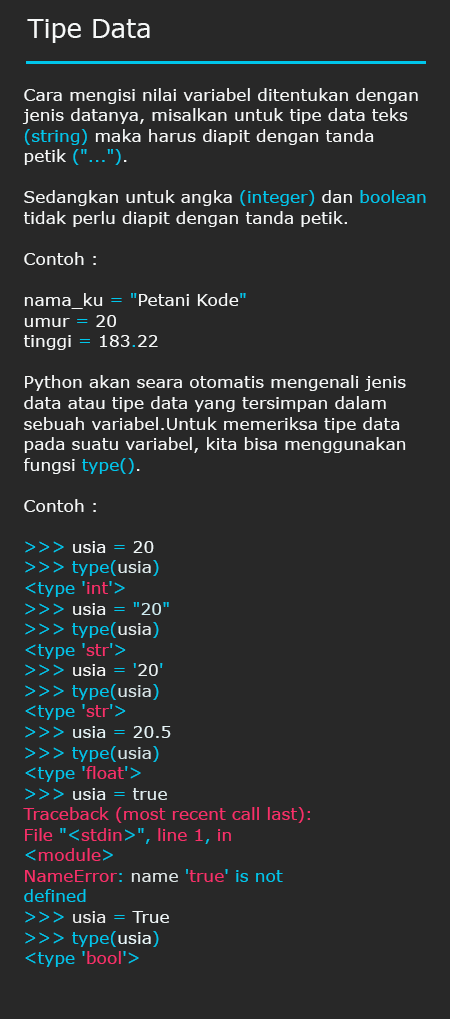 Tipe Data
Cara mengisi nilai variabel ditentukan dengan
jenis datanya, misalkan untuk tipe data teks
(string) maka harus diapit dengan tanda
petik ("...").
Sedangkan untuk angka (integer) dan boolean
tidak perlu diapit dengan tanda petik.
Contoh :
nama_ku = "Petani Kode"
umur = 20
tinggi = 183.22
Python akan seara otomatis mengenali jenis
data atau tipe data yang tersimpan dalam
sebuah variabel.Untuk memeriksa tipe data
pada suatu variabel, kita bisa menggunakan
fungsi type().
Contoh :
>>> usia = 20
>>> type(usia)
<type 'int'>
>>> usia = "20"
>>> type(usia)
<type 'str'>
>>> usia = '20'
>>> type(usia)
<type 'str'>
>>> usia = 20.5
>>> type(usia)
<type 'float'>
>>> usia = true
Traceback (most recent call last):
File "<stdin>", line 1, in
<module>
NameError: name 'true' is not
defined
>>> usia = True
>>> type(usia)
<type 'bool'>